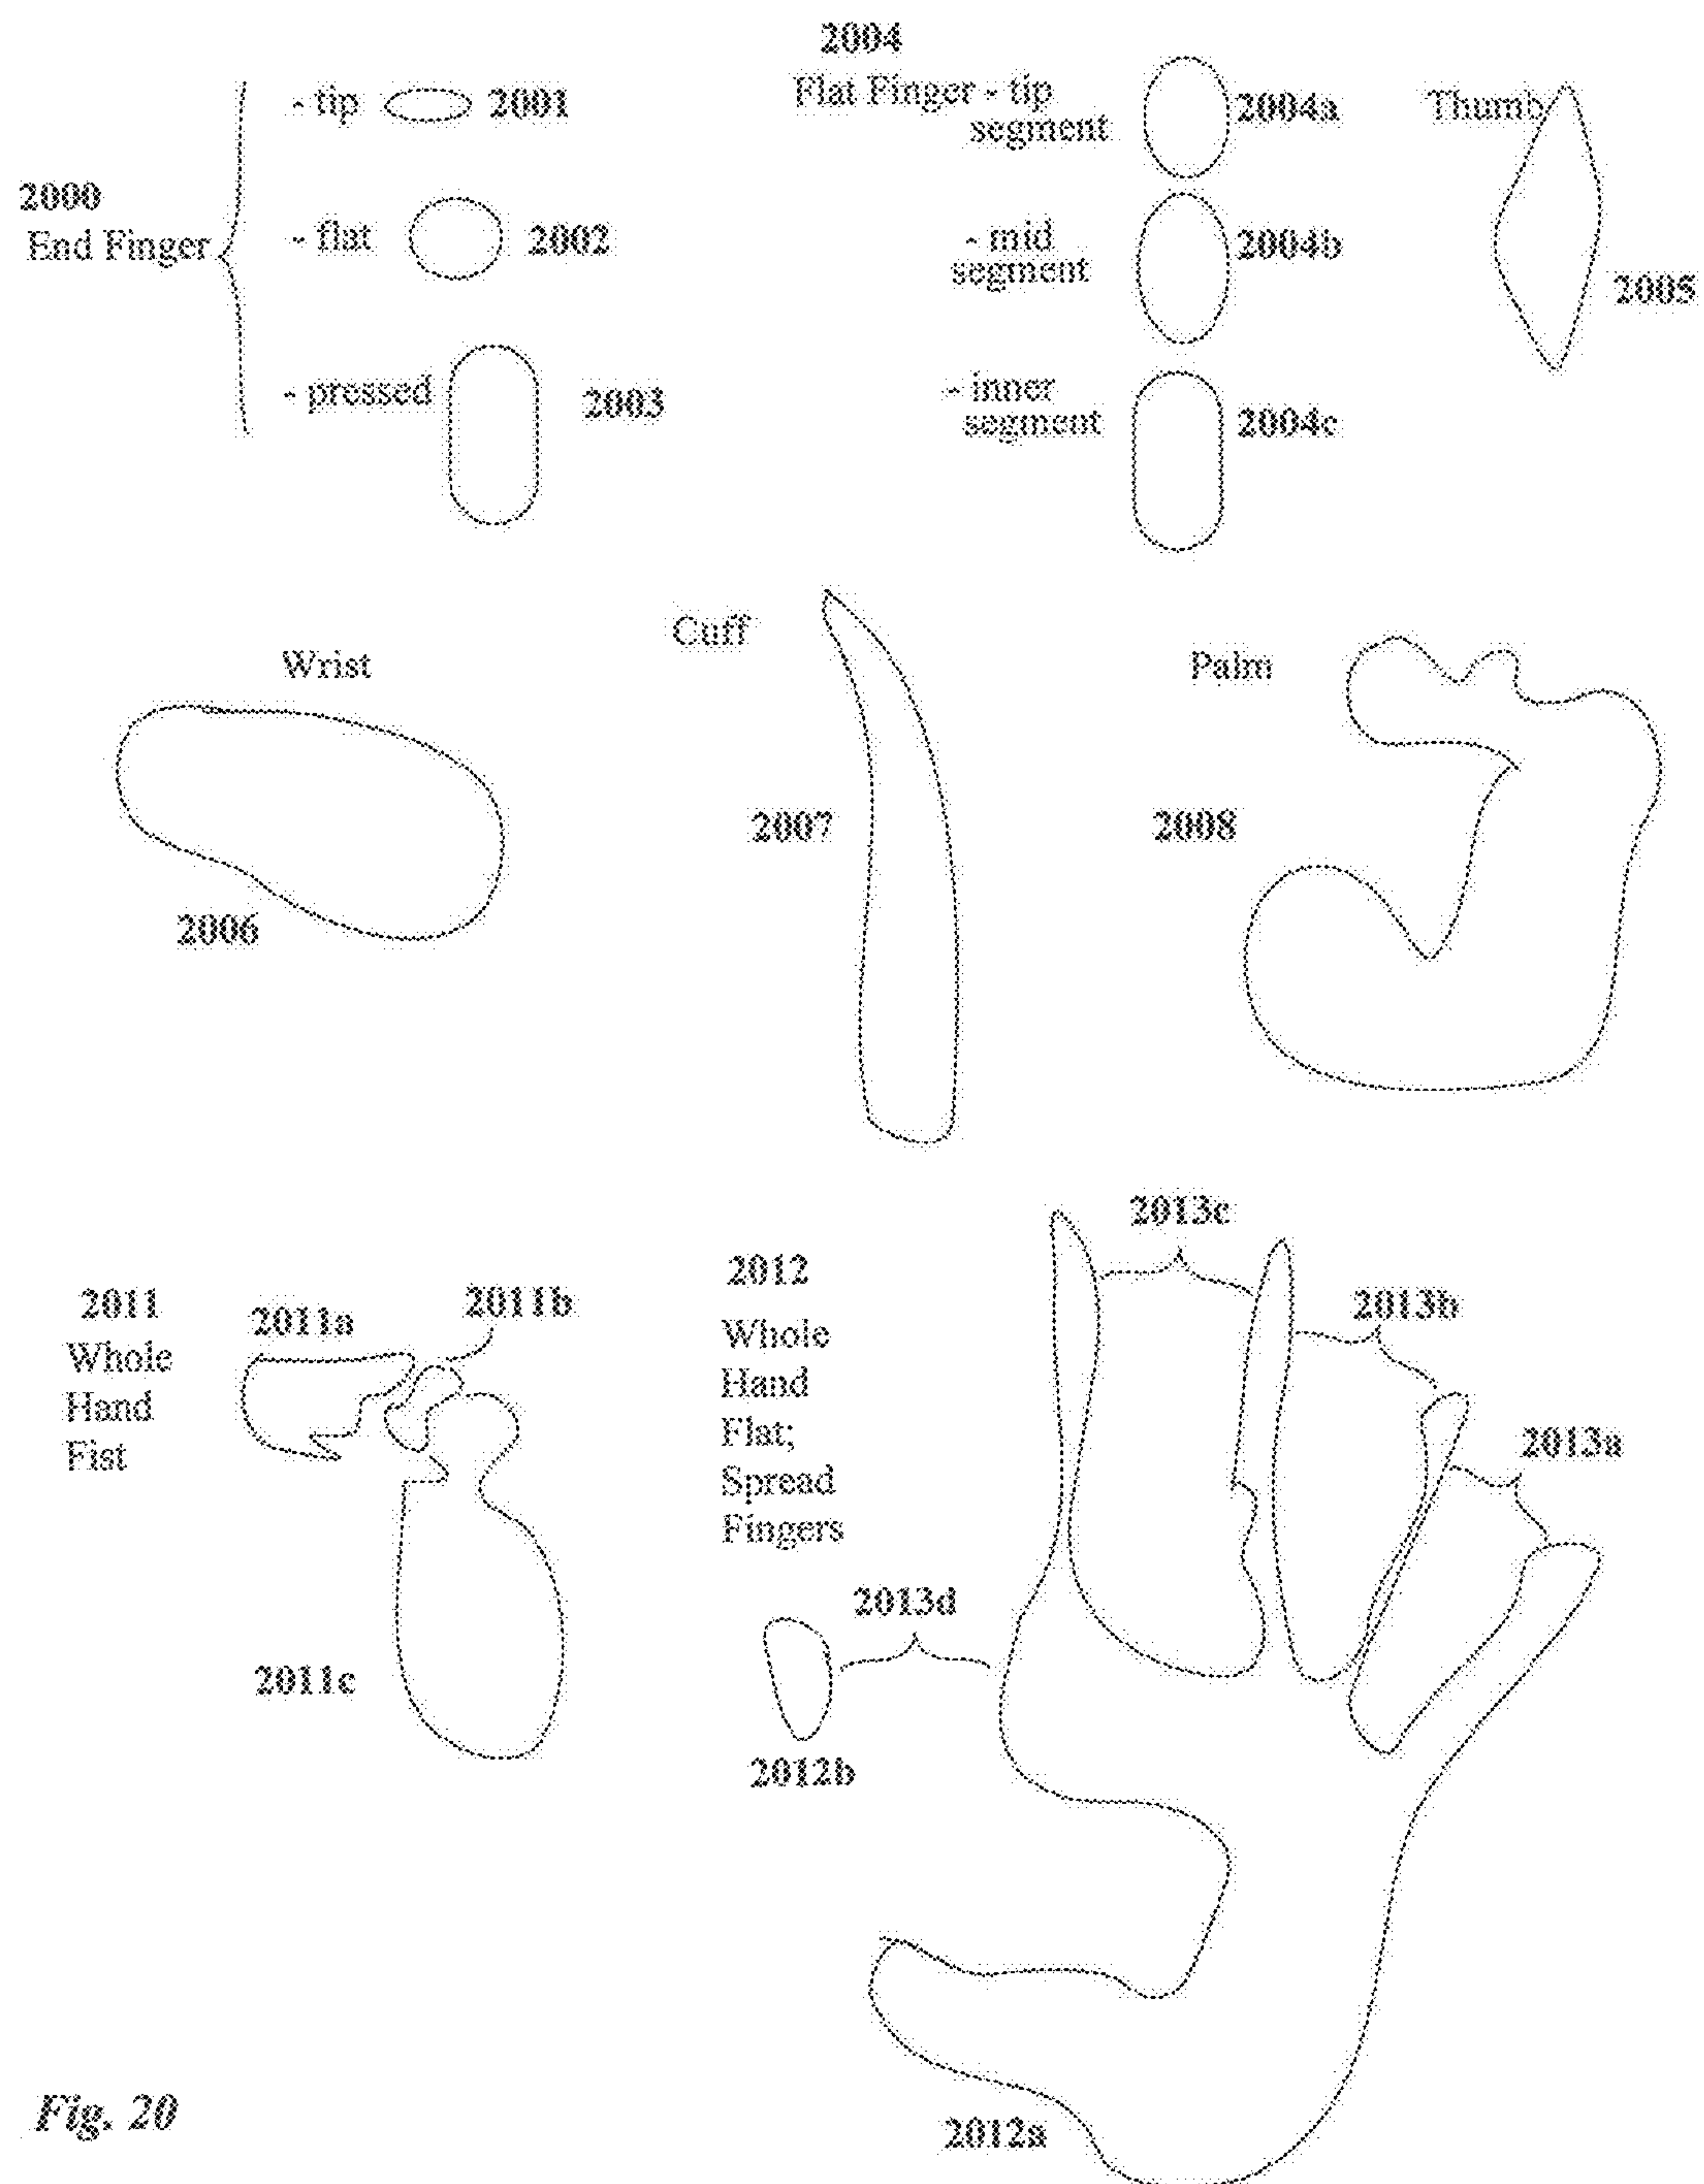 2000
End Finger
- tip 2001
- flat 2002
- pressed 2003
2004
Flat Finger - tip
segment 2004a
- mid
segment 2004b
- inner
segment 2004c
Thumb
2005
Wrist
2006
Cuff
2007
Palm
2008
2011
Whole
Hand
Fist
2011a
2011b
2011c
2012
Whole
Hand
Flat;
Spread
Fingers
2013c
2013b
2013a
2013d
2012b
2012a
Fig. 20